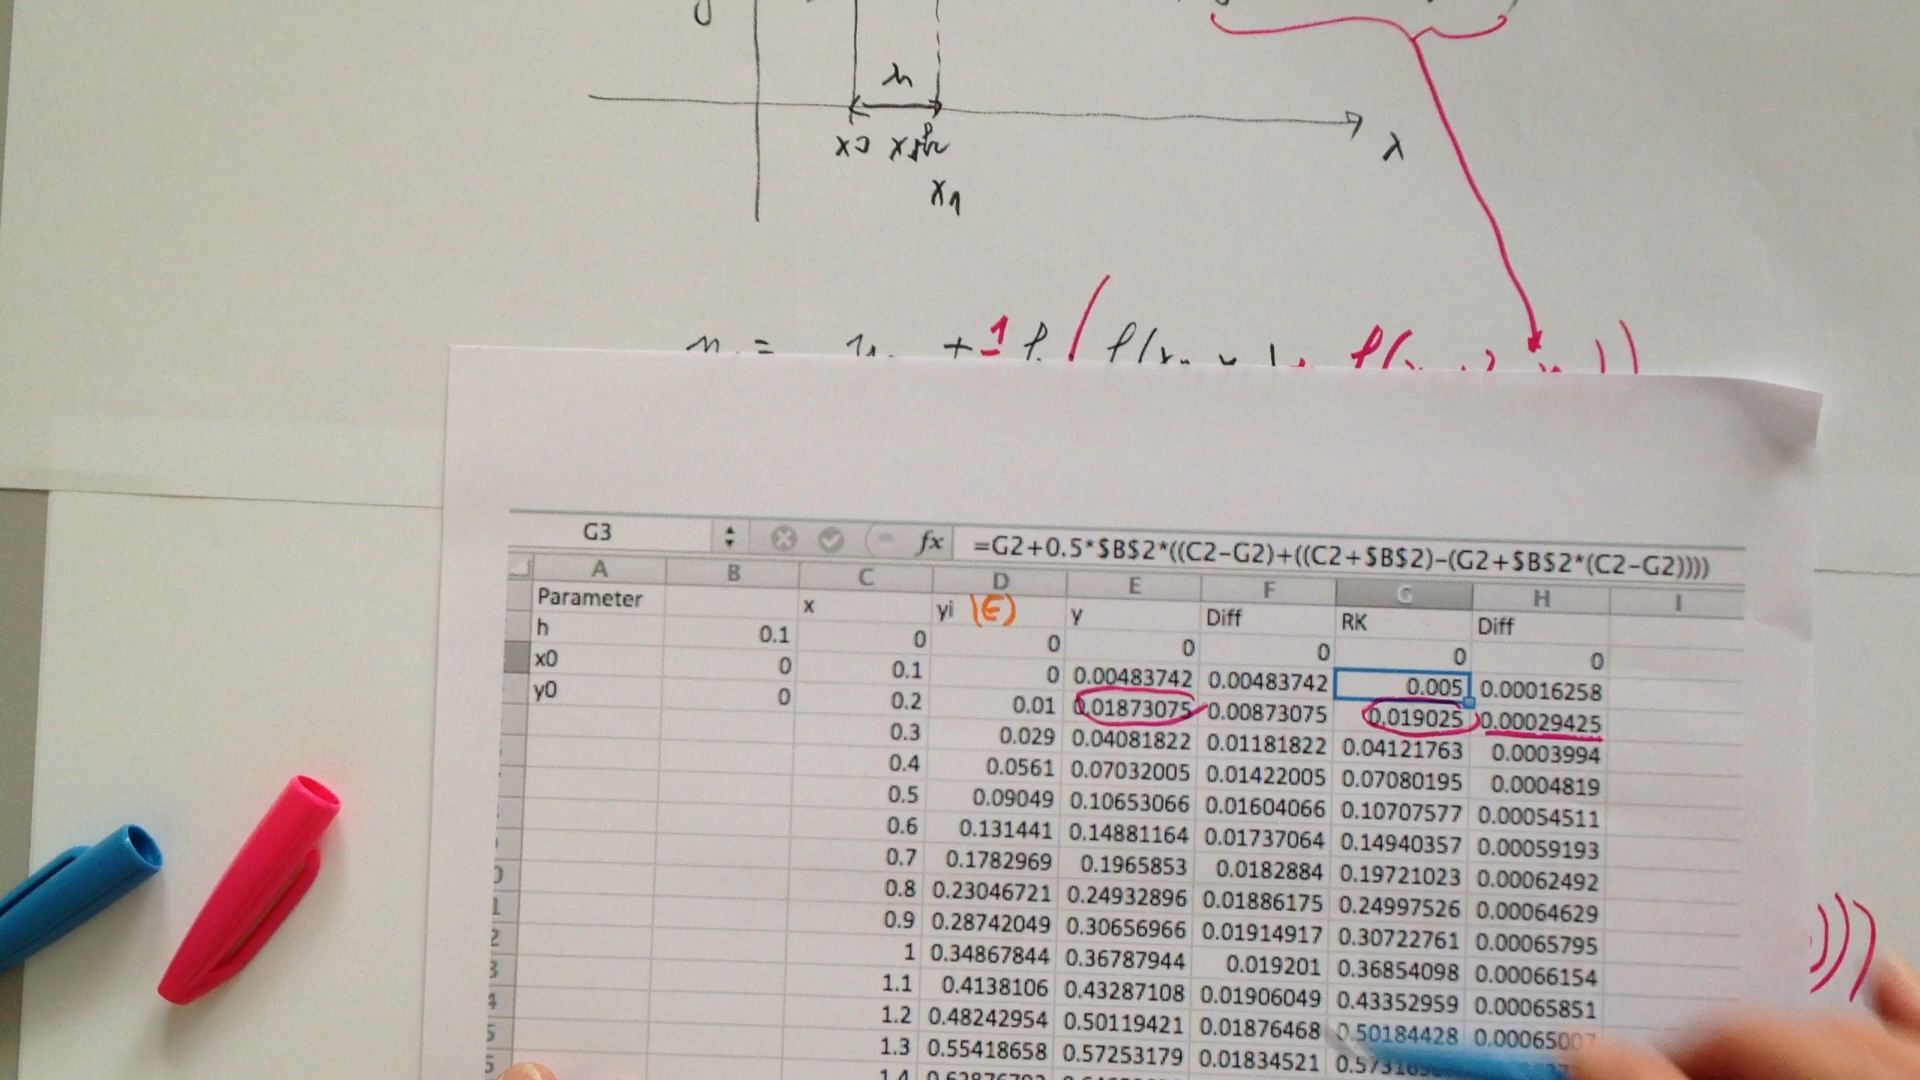 h
x0 x+h
x1
x
+ 1
G3 fx =G2+0.5*$B$2*((C2-G2)+((C2+$B$2)-(G2+$B$2*(C2-G2))))
A B C D E F G H I
Parameter x yi (E) y Diff RK Diff
h 0.1 0 0 0 0 0 0
x0 0 0.1 0 0.00483742 0.00483742 0.005 0.00016258
y0 0 0.2 0.01 0.01873075 0.00873075 0.019025 0.00029425
0.3 0.029 0.04081822 0.01181822 0.04121763 0.0003994
0.4 0.0561 0.07032005 0.01422005 0.07080195 0.0004819
0.5 0.09049 0.10653066 0.01604066 0.10707577 0.00054511
0.6 0.131441 0.14881164 0.01737064 0.14940357 0.00059193
0.7 0.1782969 0.1965853 0.0182884 0.19721023 0.00062492
0.8 0.23046721 0.24932896 0.01886175 0.24997526 0.00064629
0.9 0.28742049 0.30656966 0.01914917 0.30722761 0.00065795
1 0.34867844 0.36787944 0.019201 0.36854098 0.00066154
1.1 0.4138106 0.43287108 0.01906049 0.43352959 0.00065851
1.2 0.48242954 0.50119421 0.01876468 0.50184428 0.00065007
1.3 0.55418658 0.57253179 0.01834521
1.4
)))